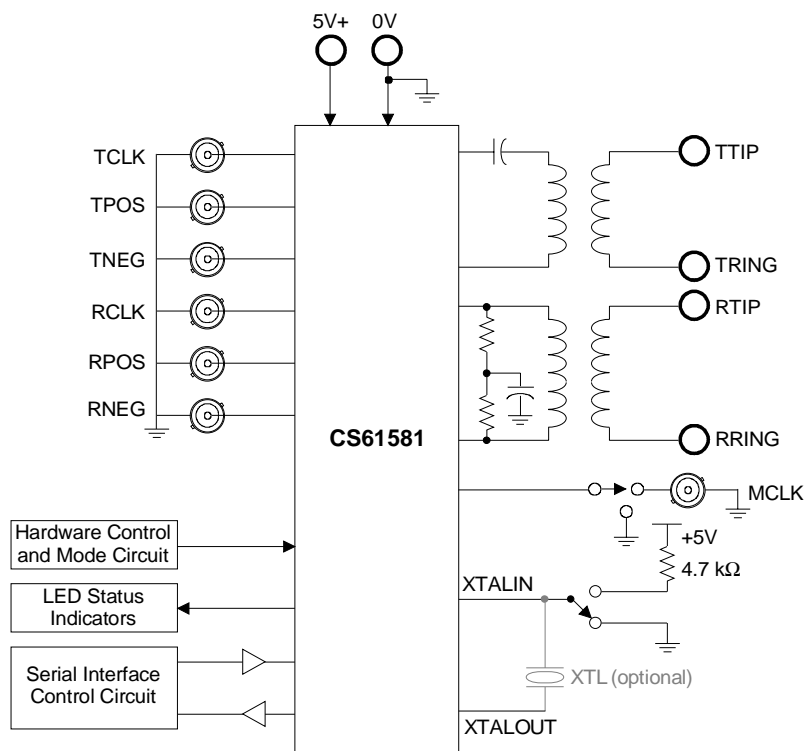 5V+ 0V
TCLK
TPOS
TNEG
RCLK
RPOS
RNEG
CS61581
TTIP
TRING
RTIP
RRING
MCLK
+5V
4.7 kΩ
XTALIN
XTL (optional)
XTALOUT
Hardware Control
and Mode Circuit
LED Status
Indicators
Serial Interface
Control Circuit